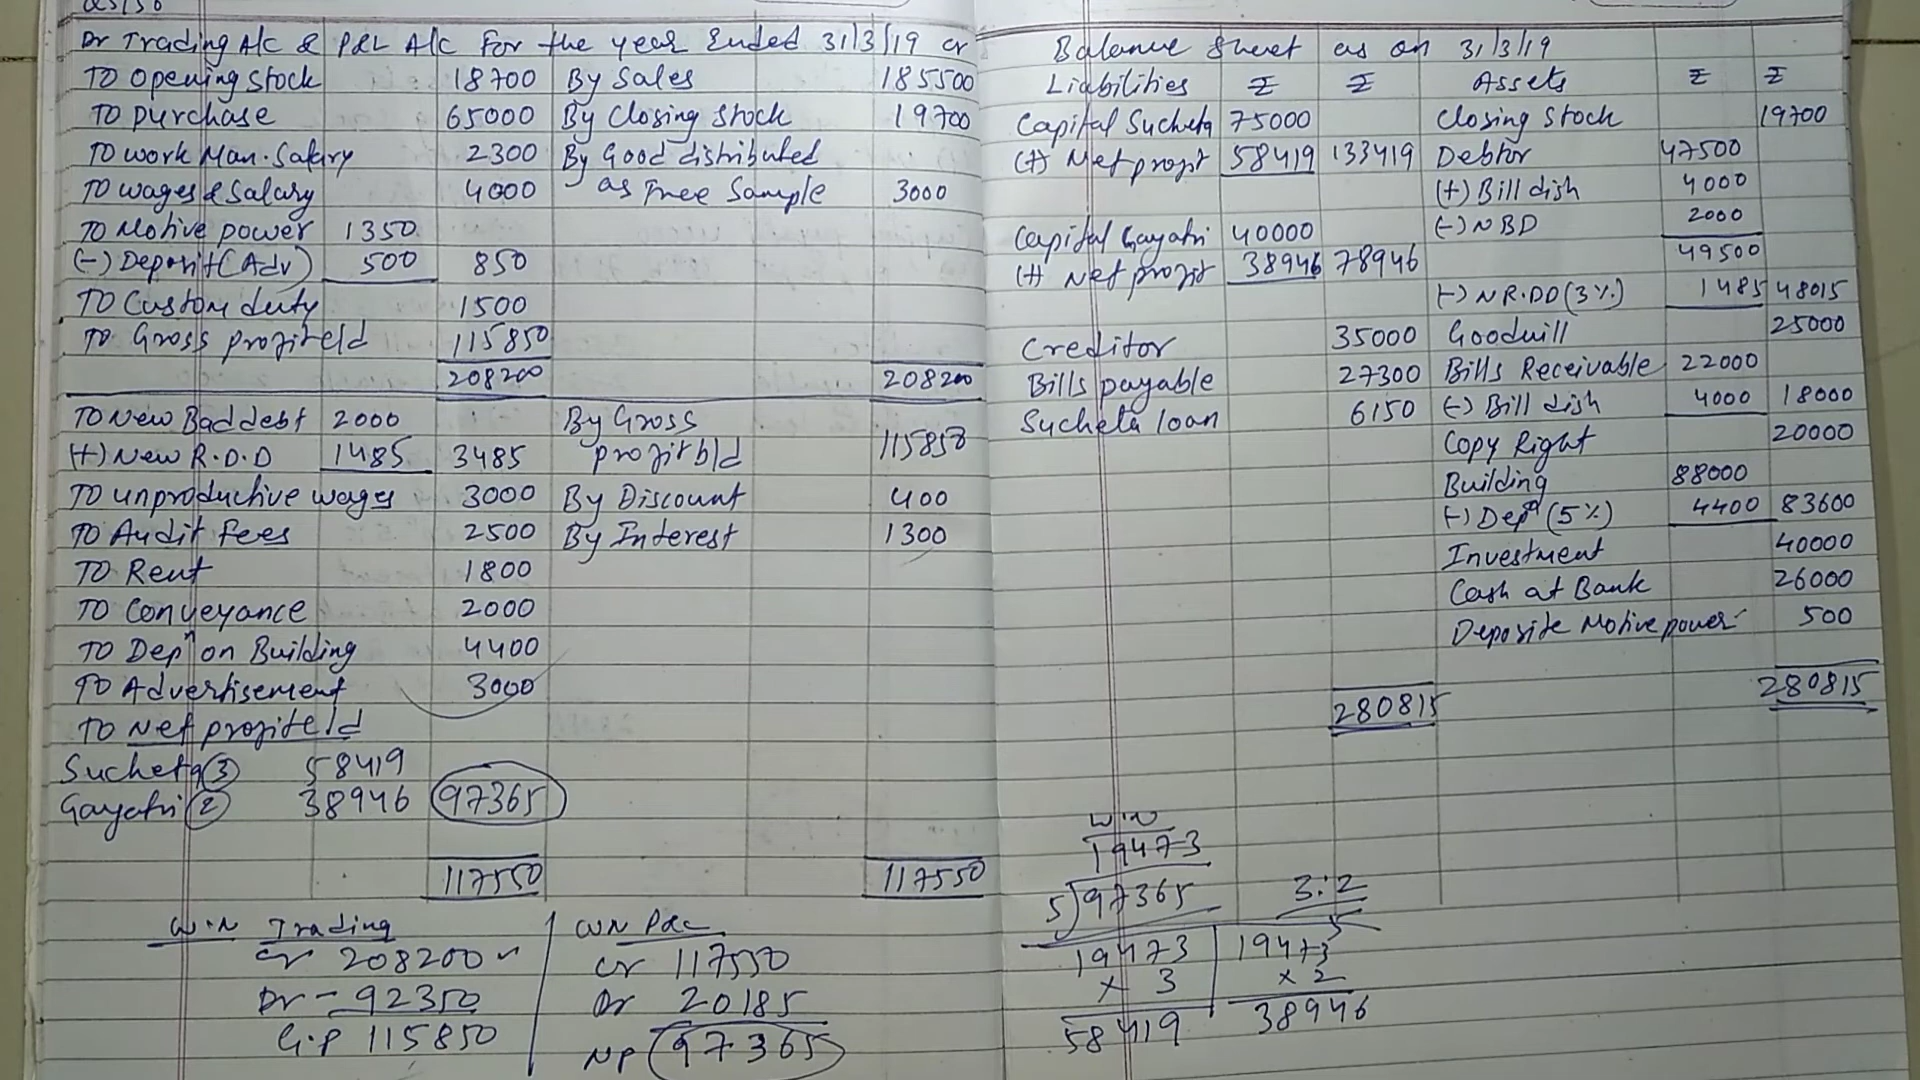 Dr Trading A/c & P&L A/c For the year Ended 31/3/19 Cr
To Opening Stock 18700 By Sales 185500
To purchase 65000 By Closing Stock 19700
To work Man. Salary 2300 By Good distributed
To wages & Salary 4000 as Free Sample 3000
To Motive power 1350
(-) Deposit (Adv) 500 850
To Custom duty 1500
To Gross profit c/d 115850
208200 208200
To New Bad debt 2000 By Gross
(+) New R.D.D 1485 3485 profit b/d 115850
To unproductive wages 3000 By Discount 400
To Audit Fees 2500 By Interest 1300
To Rent 1800
To Conveyance 2000
To Depn on Building 4400
To Advertisement 3000
To Net profit c/d
Sucheta 3 58419
Gayatri 2 38946 97365
117550 117550
W.N Trading
Cr 208200
Dr - 92350
G.P 115850
WN P&L
Cr 117550
Dr 20185
NP 97365
Balance Sheet as on 31/3/19
Liabilities ₹ ₹ Assets ₹ ₹
Capital Sucheta 75000 Closing Stock 19700
(+) Net profit 58419 133419 Debtor 47500
(+) Bill dish 4000
Capital Gayatri 40000 (-) NBD 2000
(+) Net profit 38946 78946 49500
(-) N R.DD (3%) 1485 48015
Creditor 35000 Goodwill 25000
Bills payable 27300 Bills Receivable 22000
Sucheta loan 6150 (-) Bill dish 4000 18000
Copy Right 20000
Building 88000
(-) Depn (5%) 4400 83600
Investment 40000
Cash at Bank 26000
Deposite Motive power 500
280815 280815
W.N
19473
5)97365 3:2
5
19473 19473
x 3 x 2
58419 38946